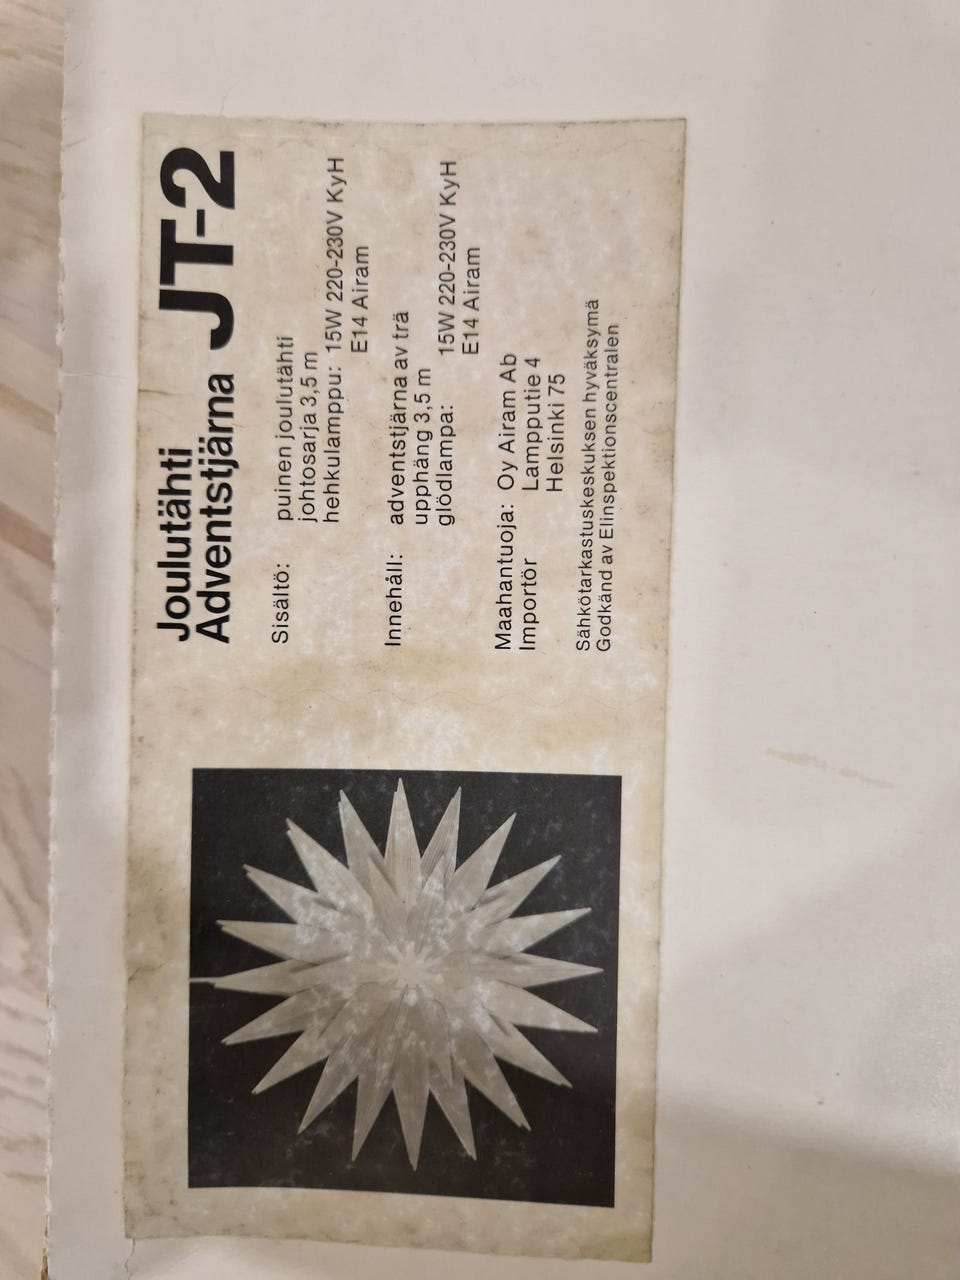 Joulutähti
Adventstjärna JT-2
Sisältö: puinen joulutähti
johtosarja 3,5 m
hehkulamppu: 15W 220-230V KyH
E14 Airam
Innehåll: adventstjärna av trä
upphäng 3,5 m
glödlampa: 15W 220-230V KyH
E14 Airam
Maahantuoja: Oy Airam Ab
Importör Lampputie 4
Helsinki 75
Sähkötarkastuskeskuksen hyväksymä
Godkänd av Elinspektionscentralen